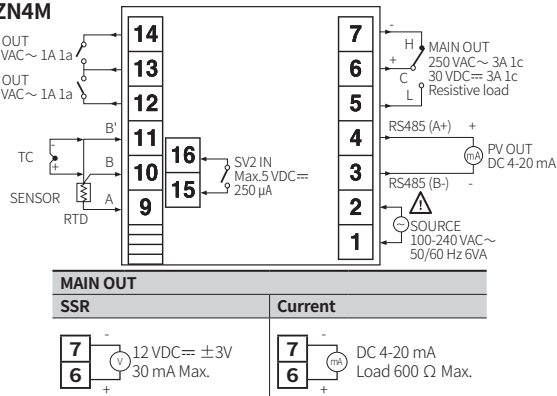 ZN4M
OUT
VAC～ 1A 1a
OUT
VAC～ 1A 1a
14
13
12
11
10
9
B'
B
A
-
+
TC
SENSOR
RTD
16
15
SV2 IN
Max.5 VDC⎓
250 µA
7
6
5
4
3
2
1
-
+
H
C
L
MAIN OUT
250 VAC～ 3A 1c
30 VDC⎓ 3A 1c
Resistive load
RS485 (A+) +
mA
PV OUT
DC 4-20 mA
RS485 (B-) -
!
～
SOURCE
100-240 VAC～
50/60 Hz 6VA
MAIN OUT
SSR
Current
7
6
-
V
+
12 VDC⎓ ±3V
30 mA Max.
7
6
-
mA
+
DC 4-20 mA
Load 600 Ω Max.